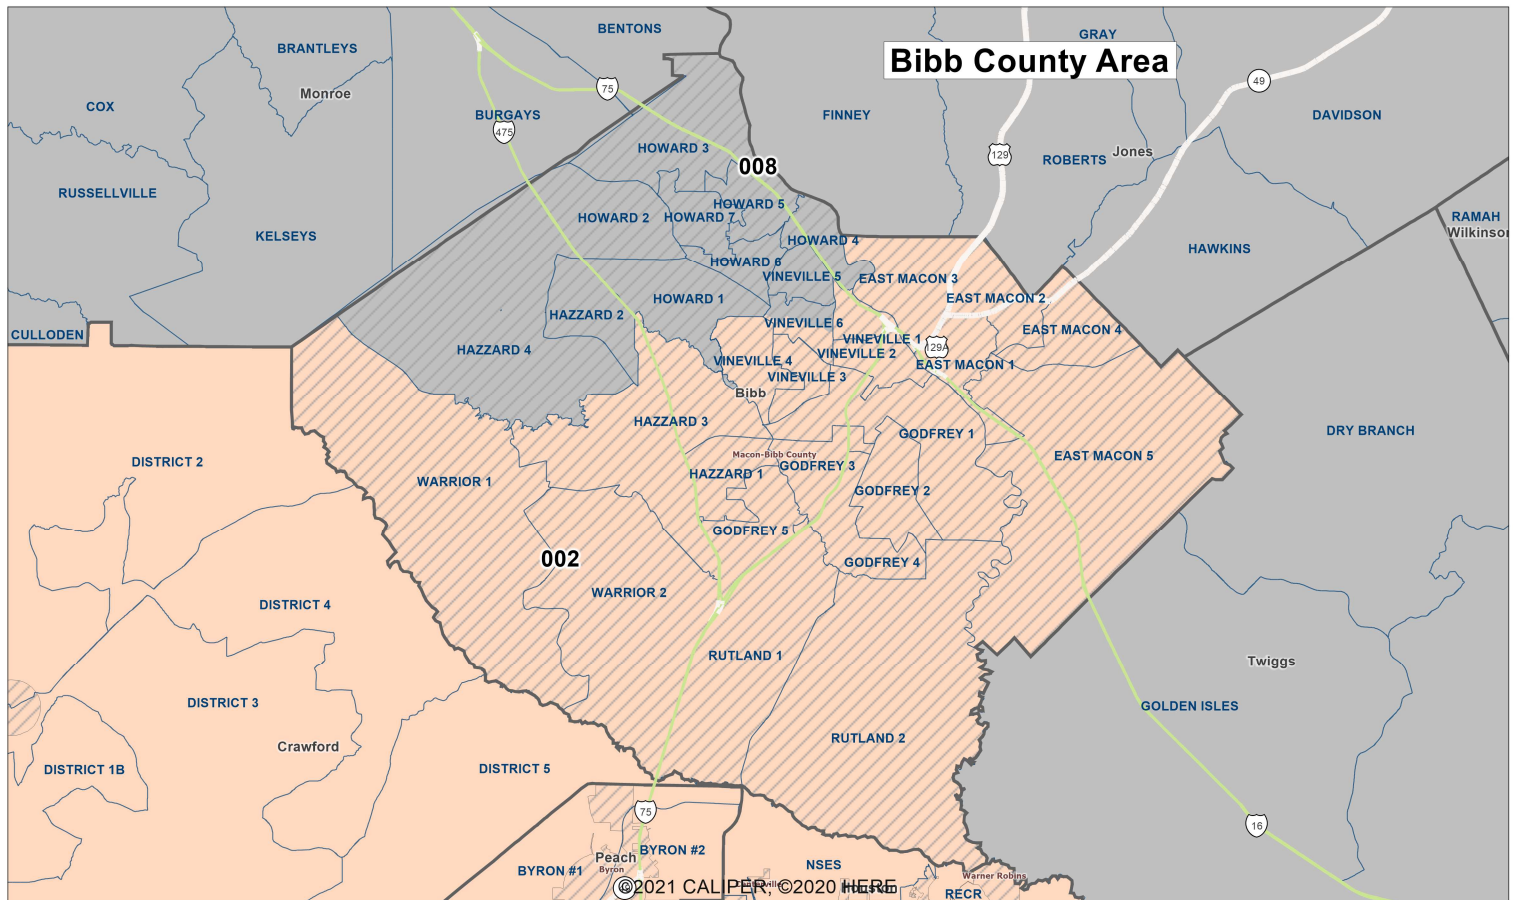 BENTONS
GRAY
BRANTLEYS
Bibb County Area
49
75
Monroe
COX
BURGAYS
FINNEY
DAVIDSON
475
HOWARD 3
129
ROBERTS
Jones
008
RUSSELLVILLE
HOWARD 5
HOWARD 2
HOWARD 7
RAMAH
Wilkinson
KELSEYS
HOWARD 4
HAWKINS
HOWARD 6
VINEVILLE 5
EAST MACON 3
HOWARD 1
EAST MACON 2
HAZZARD 2
VINEVILLE 6
EAST MACON 4
CULLODEN
VINEVILLE 1
129A
HAZZARD 4
VINEVILLE 2
VINEVILLE 4
EAST MACON 1
VINEVILLE 3
Bibb
HAZZARD 3
GODFREY 1
DRY BRANCH
Macon-Bibb County
EAST MACON 5
DISTRICT 2
GODFREY 3
HAZZARD 1
WARRIOR 1
GODFREY 2
GODFREY 5
002
GODFREY 4
WARRIOR 2
DISTRICT 4
RUTLAND 1
Twiggs
DISTRICT 3
GOLDEN ISLES
RUTLAND 2
Crawford
DISTRICT 1B
DISTRICT 5
75
16
BYRON #2
Peach
NSES
BYRON #1
Byron
Warner Robins
©2021 CALIPER; ©2020 HERE
RECR